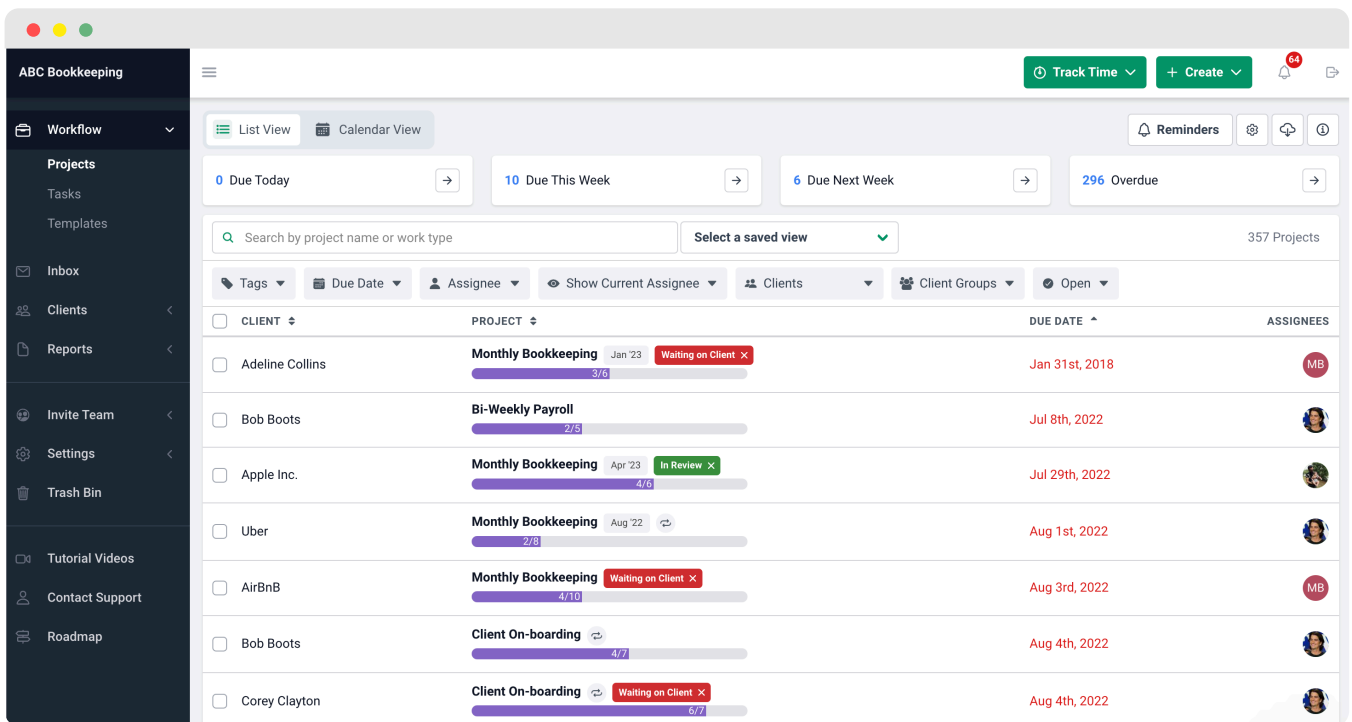 ABC Bookkeeping
Track Time
+ Create
64
Workflow
Projects
Tasks
Templates
Inbox
Clients
Reports
Invite Team
Settings
Trash Bin
Tutorial Videos
Contact Support
Roadmap
List View
Calendar View
Reminders
0 Due Today
10 Due This Week
6 Due Next Week
296 Overdue
Search by project name or work type
Select a saved view
357 Projects
Tags
Due Date
Assignee
Show Current Assignee
Clients
Client Groups
Open
CLIENT
PROJECT
DUE DATE
ASSIGNEES
Adeline Collins
Monthly Bookkeeping Jan '23 Waiting on Client ×
3/6
Jan 31st, 2018
MB
Bob Boots
Bi-Weekly Payroll
2/5
Jul 8th, 2022
Apple Inc.
Monthly Bookkeeping Apr '23 In Review ×
4/6
Jul 29th, 2022
Uber
Monthly Bookkeeping Aug '22
2/8
Aug 1st, 2022
AirBnB
Monthly Bookkeeping Waiting on Client ×
4/10
Aug 3rd, 2022
MB
Bob Boots
Client On-boarding
4/7
Aug 4th, 2022
Corey Clayton
Client On-boarding Waiting on Client ×
6/7
Aug 4th, 2022